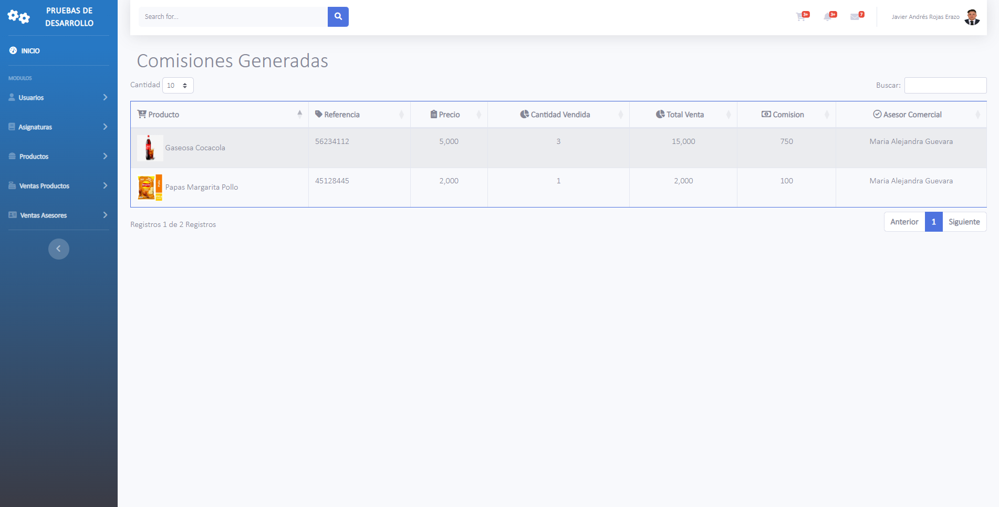 PRUEBAS DE
DESARROLLO
INICIO
MODULOS
Usuarios
Asignaturas
Productos
Ventas Productos
Ventas Asesores
Search for...
3+
3+
7
Javier Andrés Rojas Erazo
Comisiones Generadas
Cantidad 10
Buscar:
Producto Referencia Precio Cantidad Vendida Total Venta Comision Asesor Comercial
Gaseosa Cocacola 56234112 5,000 3 15,000 750 Maria Alejandra Guevara
Papas Margarita Pollo 45128445 2,000 1 2,000 100 Maria Alejandra Guevara
Registros 1 de 2 Registros
Anterior 1 Siguiente